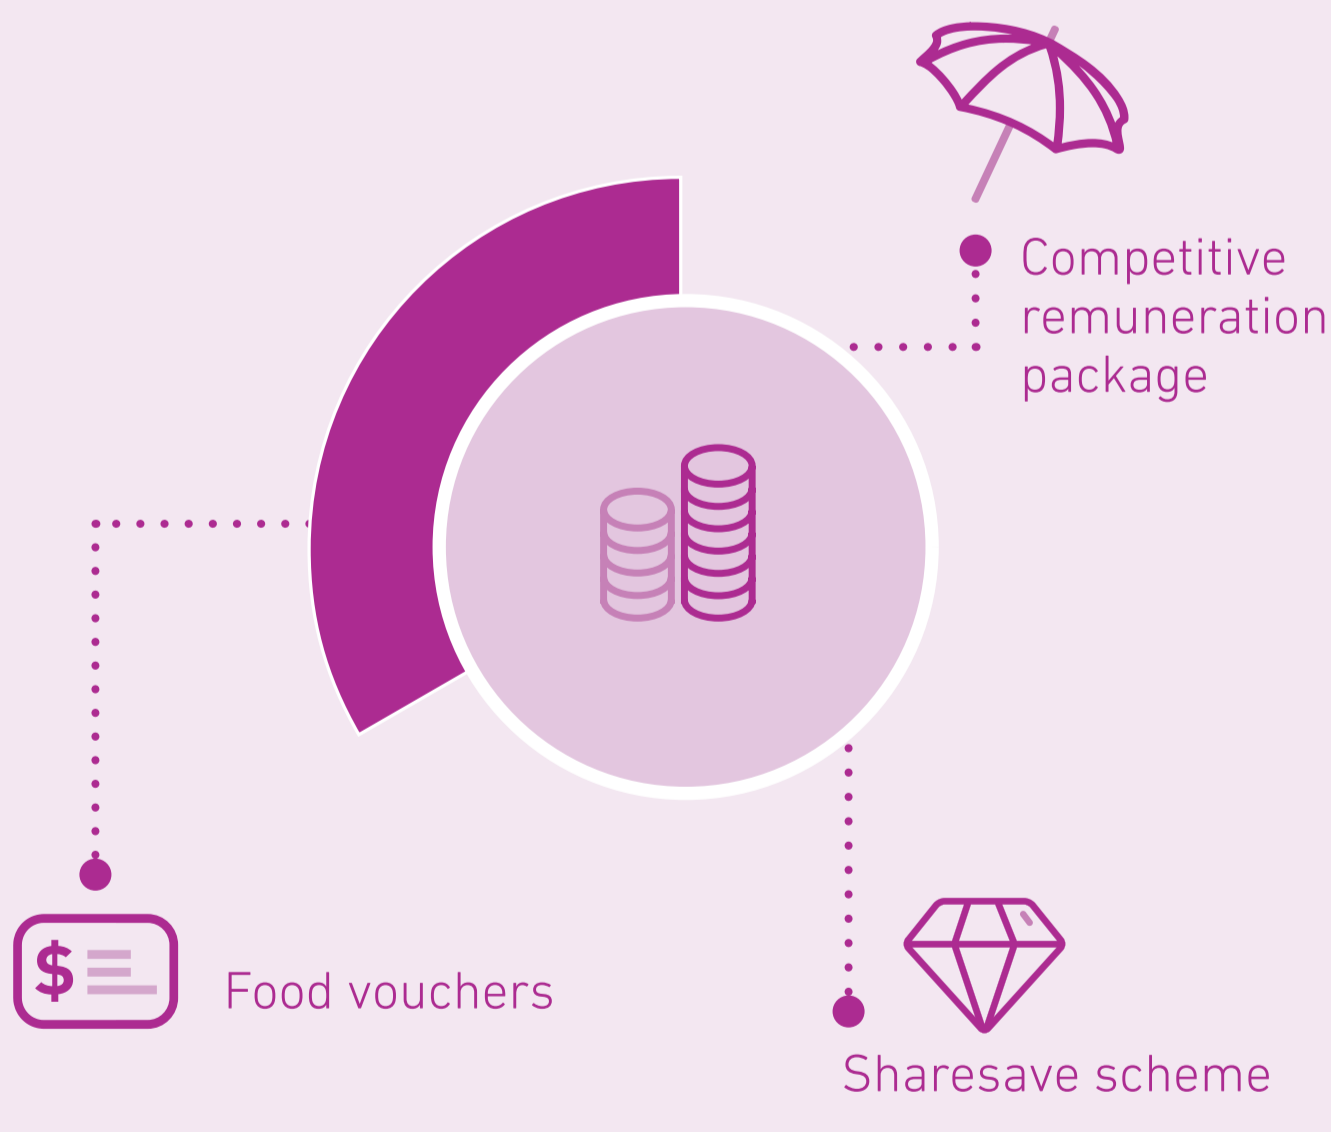 Competitive
remuneration
package
$
Food vouchers
Sharesave scheme